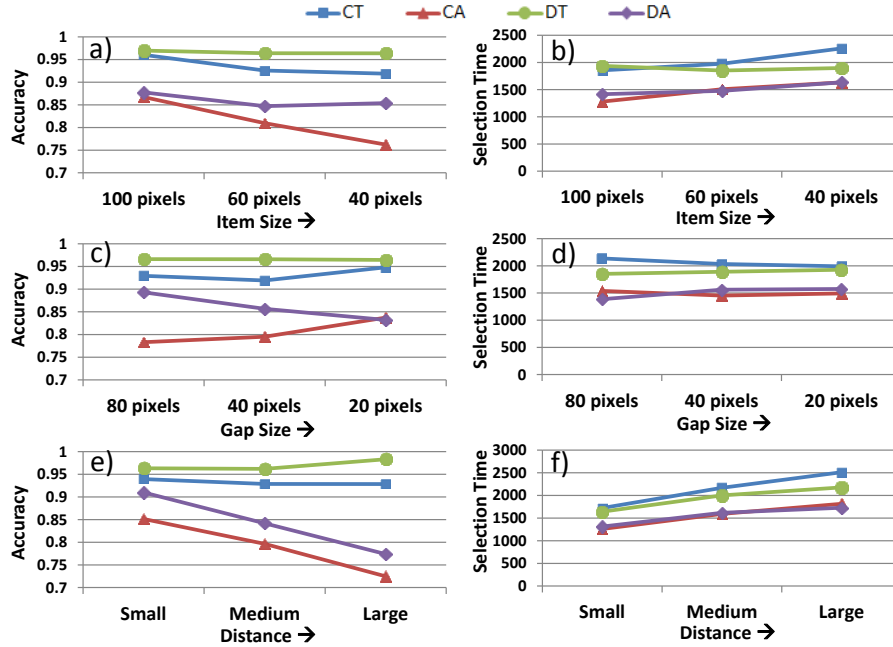 CT CA DT DA
a)
Accuracy
1
0.95
0.9
0.85
0.8
0.75
0.7
100 pixels 60 pixels 40 pixels
Item Size →
b)
Selection Time
2500
2000
1500
1000
500
0
100 pixels 60 pixels 40 pixels
Item Size →
c)
Accuracy
1
0.95
0.9
0.85
0.8
0.75
0.7
80 pixels 40 pixels 20 pixels
Gap Size →
d)
Selection Time
2500
2000
1500
1000
500
0
80 pixels 40 pixels 20 pixels
Gap Size →
e)
Accuracy
1
0.95
0.9
0.85
0.8
0.75
0.7
Small Medium Large
Distance →
f)
Selection Time
3000
2500
2000
1500
1000
500
0
Small Medium Large
Distance →